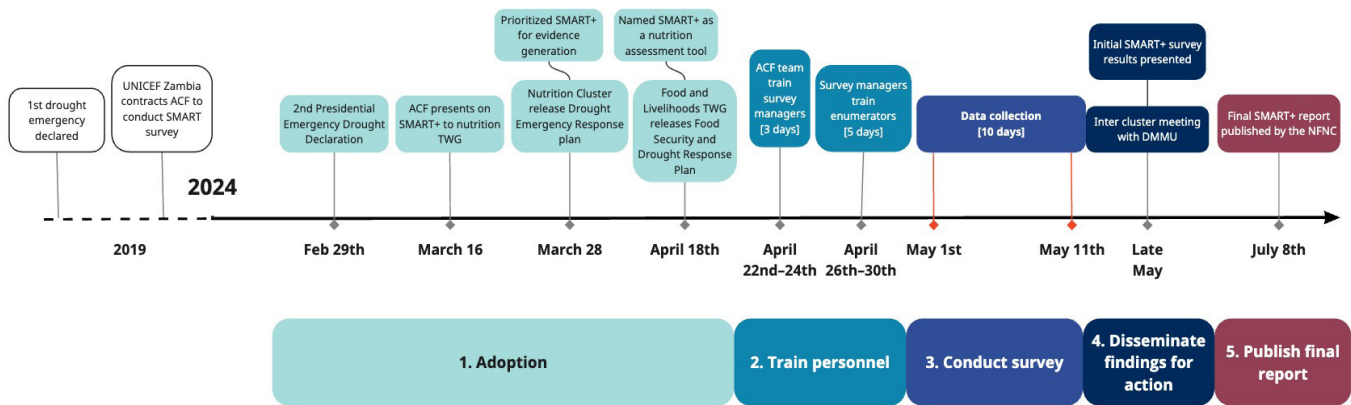 1st drought
emergency
declared
UNICEF Zambia
contracts ACF to
conduct SMART
survey
2024
2nd Presidential
Emergency Drought
Declaration
ACF presents on
SMART+ to nutrition
TWG
Prioritized SMART+
for evidence
generation
Nutrition Cluster
release Drought
Emergency Response
plan
Named SMART+ as
a nutrition
assessment tool
Food and
Livelihoods TWG
releases Food
Security and
Drought Response
Plan
ACF team
train
survey
managers
[3 days]
Survey managers
train
enumerators
[5 days]
Data collection
[10 days]
Initial SMART+ survey
results presented
Inter cluster meeting
with DMMU
Final SMART+ report
published by the NFNC
2019
Feb 29th
March 16
March 28
April 18th
April
22nd–24th
April
26th–30th
May 1st
May 11th
Late
May
July 8th
1. Adoption
2. Train personnel
3. Conduct survey
4. Disseminate
findings for
action
5. Publish final
report